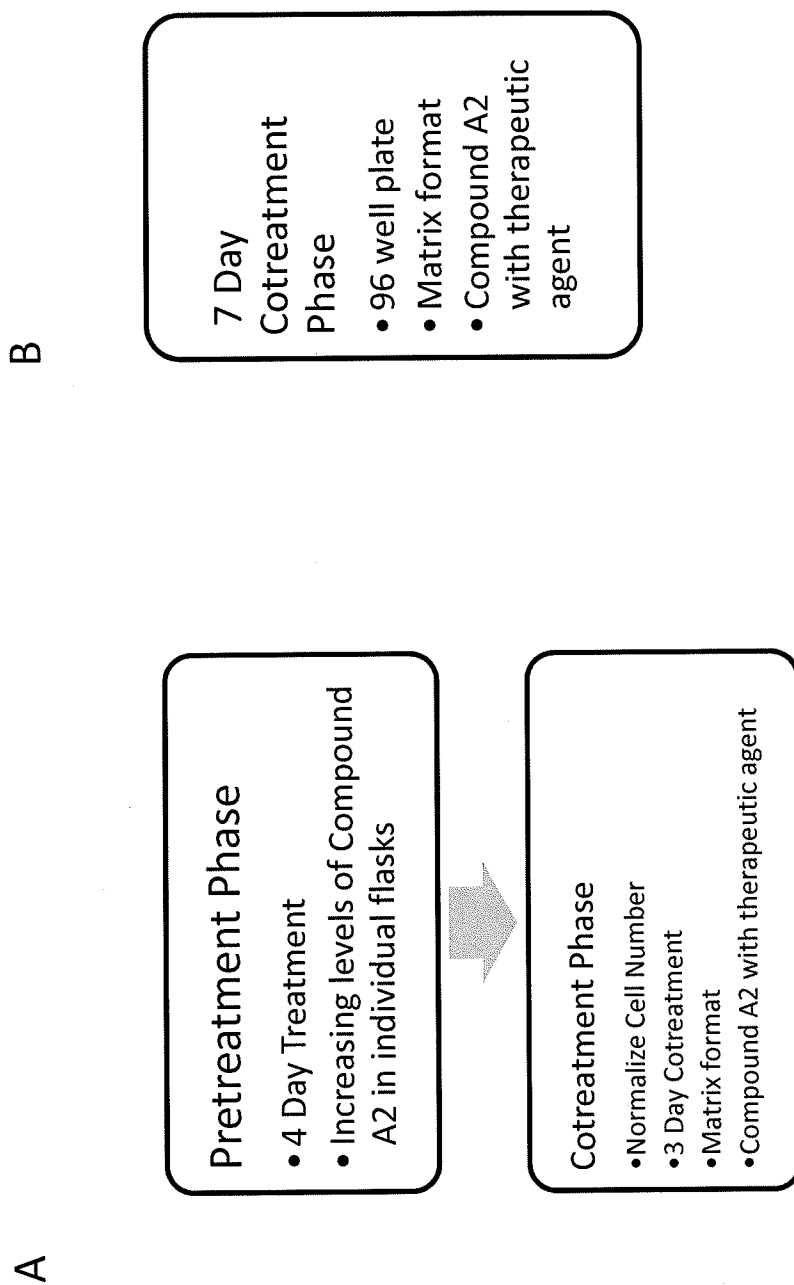 A
Pretreatment Phase
• 4 Day Treatment
• Increasing levels of Compound
A2 in individual flasks
Cotreatment Phase
•Normalize Cell Number
•3 Day Cotreatment
•Matrix format
•Compound A2 with therapeutic agent
B
7 Day
Cotreatment
Phase
• 96 well plate
• Matrix format
• Compound A2
with therapeutic
agent